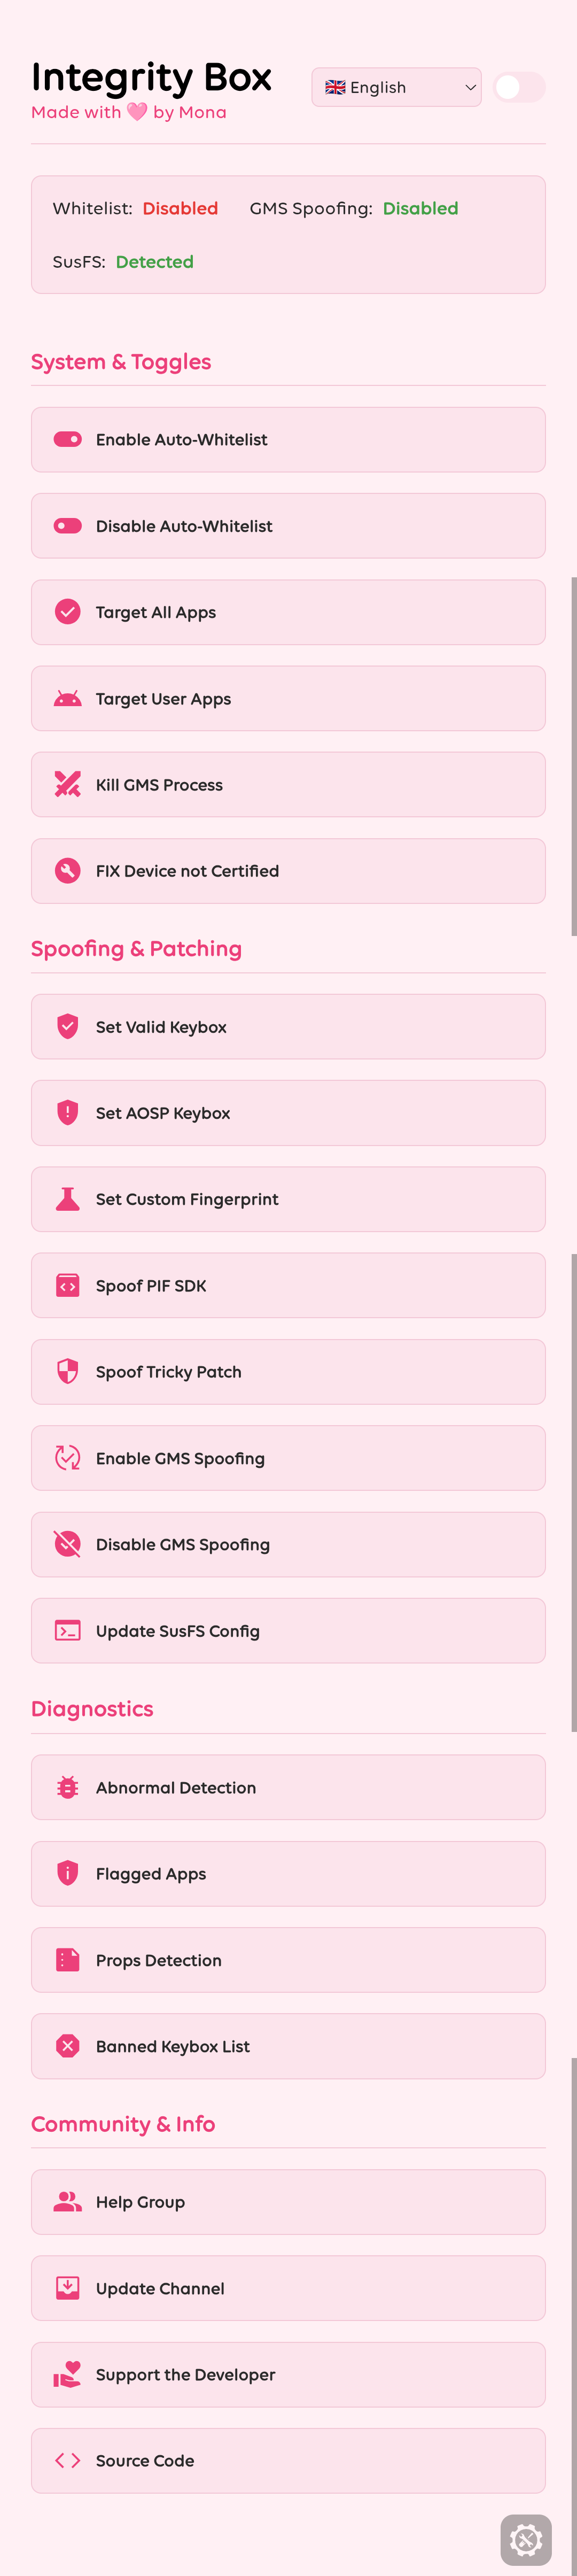 Integrity Box
🇬🇧 English
Made with 🩷 by Mona
Whitelist: Disabled GMS Spoofing: Disabled
SusFS: Detected
System & Toggles
Enable Auto-Whitelist
Disable Auto-Whitelist
Target All Apps
Target User Apps
Kill GMS Process
FIX Device not Certified
Spoofing & Patching
Set Valid Keybox
Set AOSP Keybox
Set Custom Fingerprint
Spoof PIF SDK
Spoof Tricky Patch
Enable GMS Spoofing
Disable GMS Spoofing
Update SusFS Config
Diagnostics
Abnormal Detection
Flagged Apps
Props Detection
Banned Keybox List
Community & Info
Help Group
Update Channel
Support the Developer
Source Code